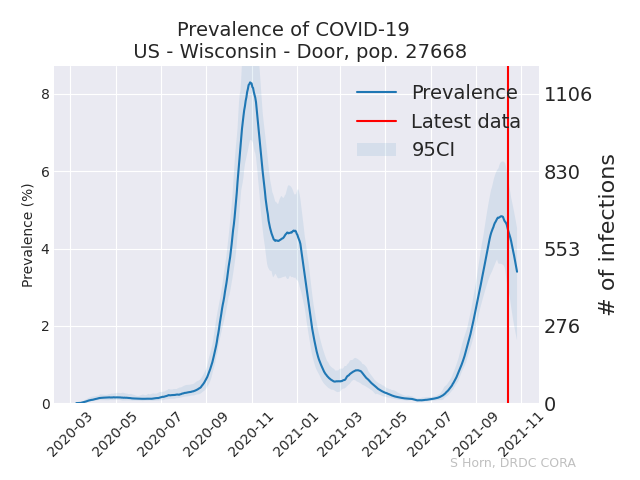 Prevalence of COVID-19
US - Wisconsin - Door, pop. 27668
Prevalence
Latest data
95CI
Prevalence (%)
8
6
4
2
0
1106
830
553
276
0
# of infections
2020-03
2020-05
2020-07
2020-09
2020-11
2021-01
2021-03
2021-05
2021-07
2021-09
2021-11
S Horn, DRDC CORA